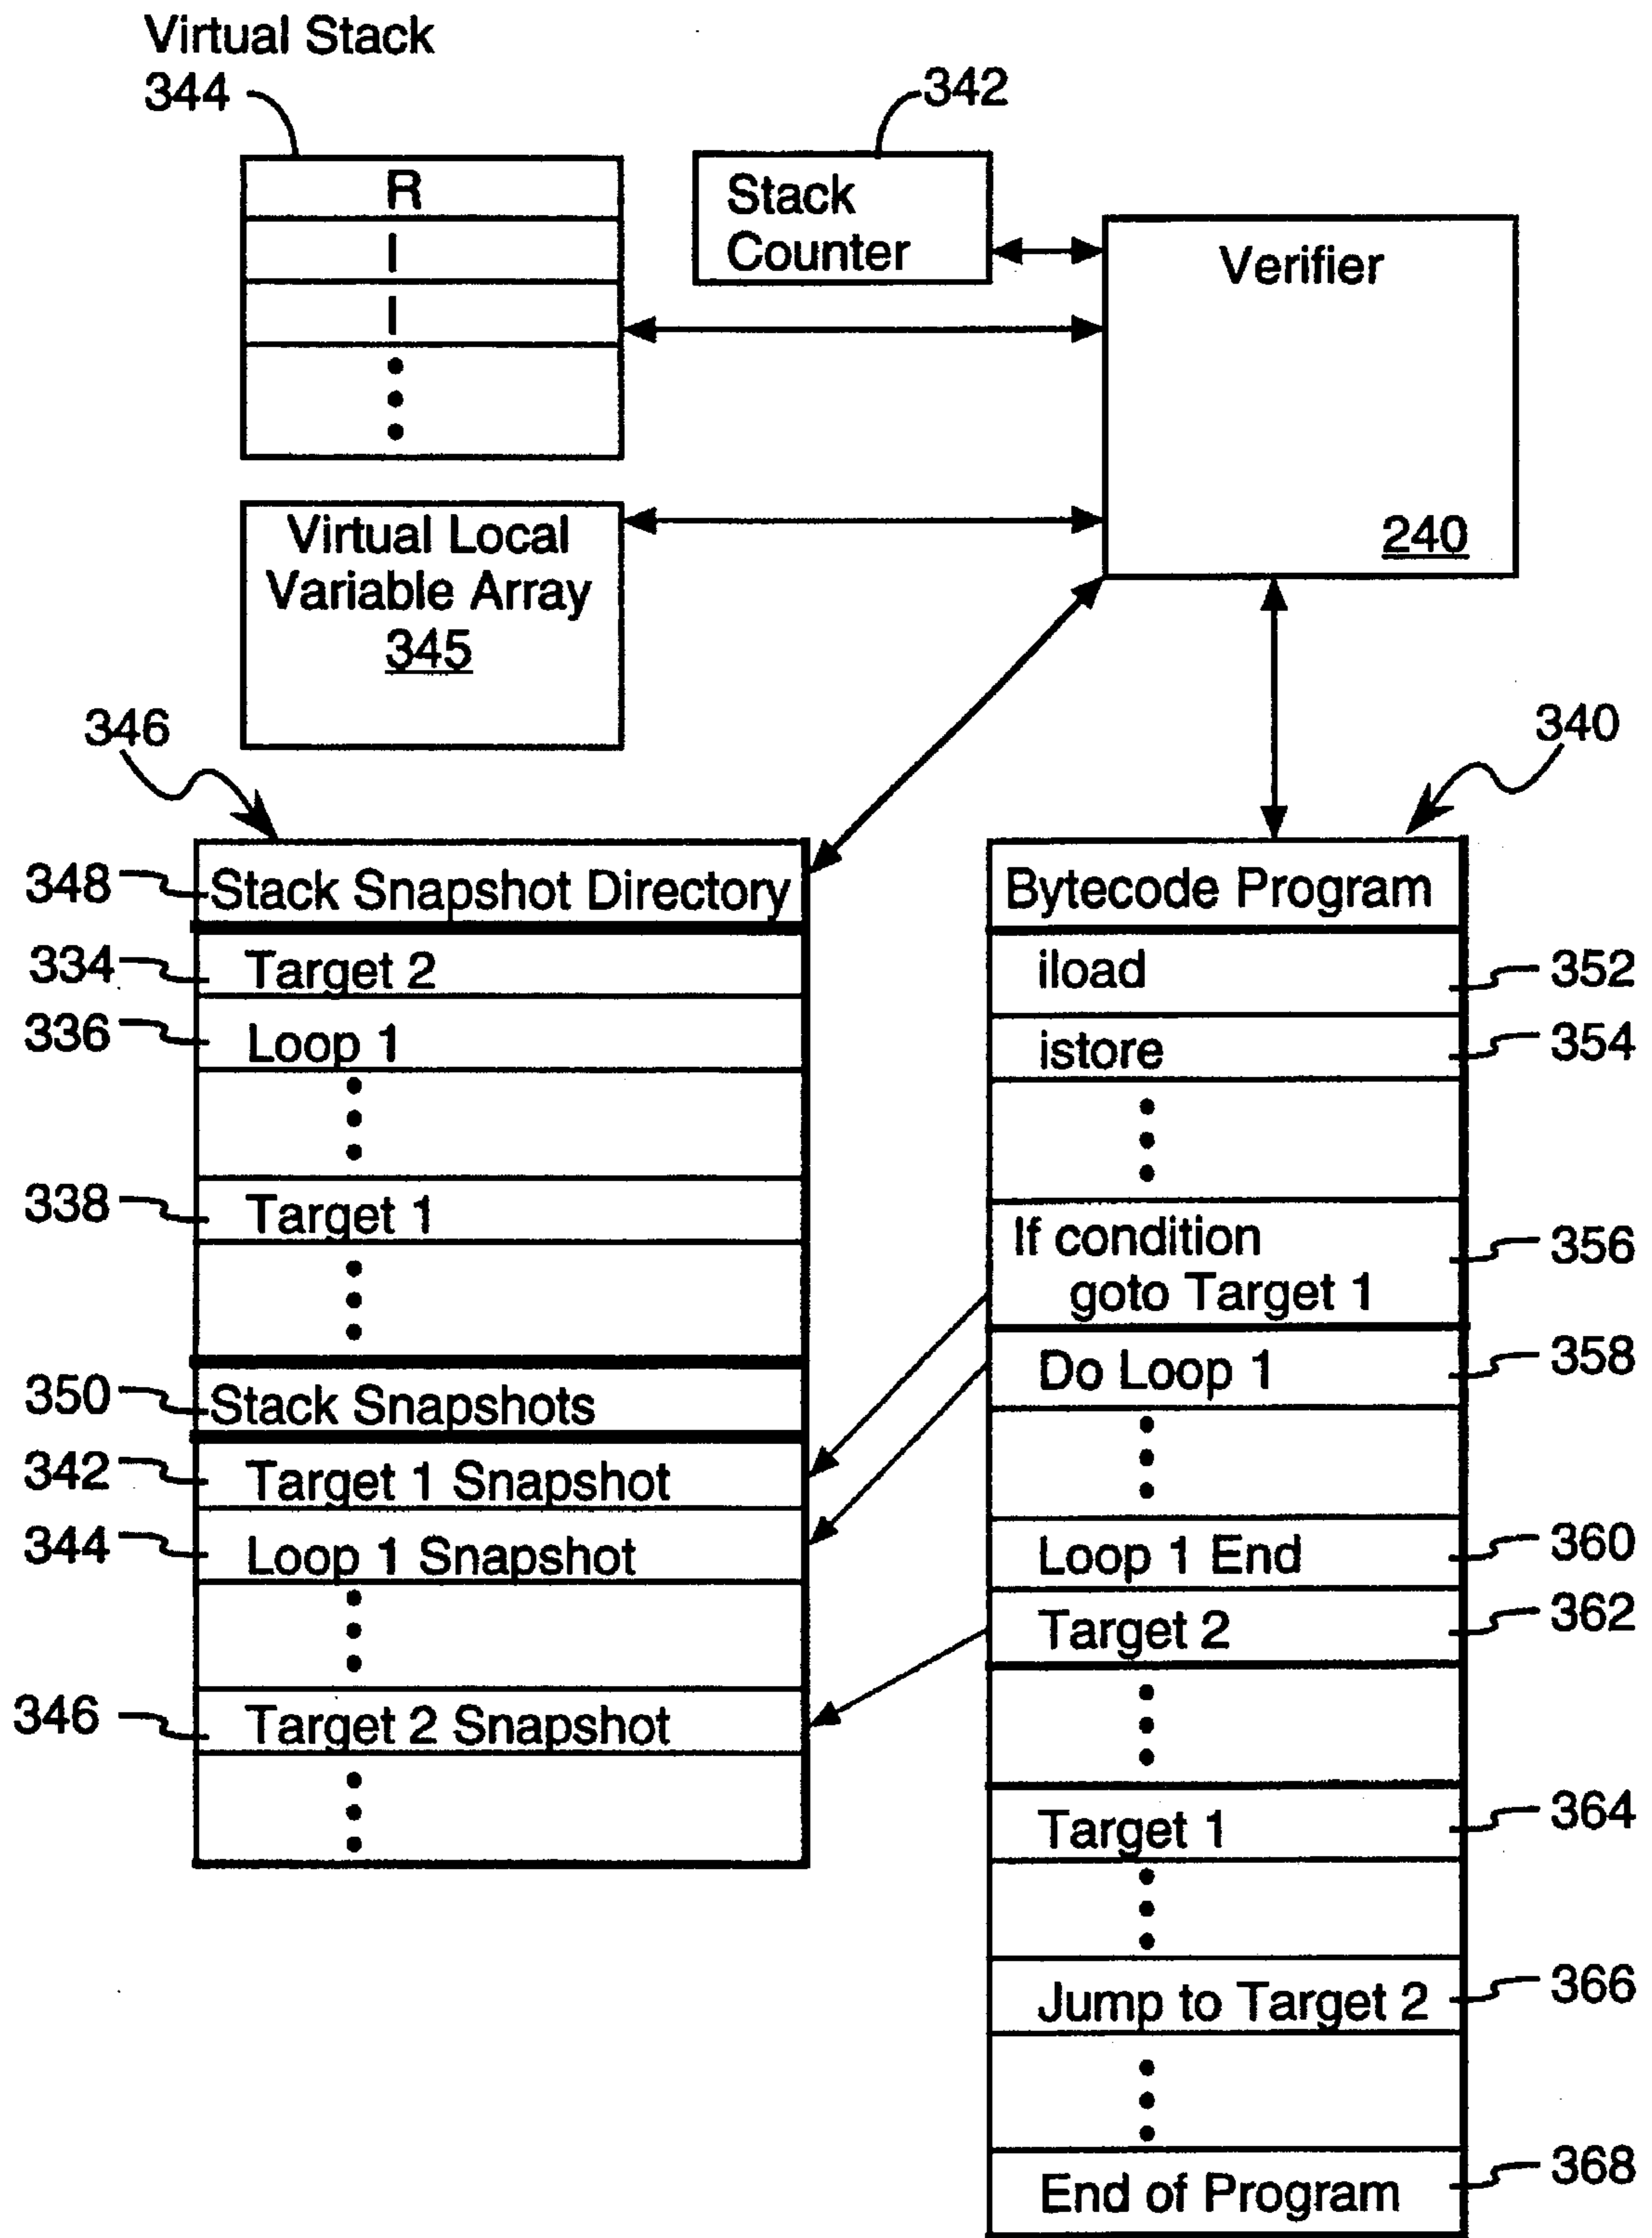 Virtual Stack
344
342
R
I
I
Stack
Counter
Verifier
240
Virtual Local
Variable Array
345
346
348
Stack Snapshot Directory
334
Target 2
336
Loop 1
338
Target 1
350
Stack Snapshots
342
Target 1 Snapshot
344
Loop 1 Snapshot
346
Target 2 Snapshot
340
Bytecode Program
iload
352
istore
354
If condition
goto Target 1
356
Do Loop 1
358
Loop 1 End
360
Target 2
362
Target 1
364
Jump to Target 2
366
End of Program
368